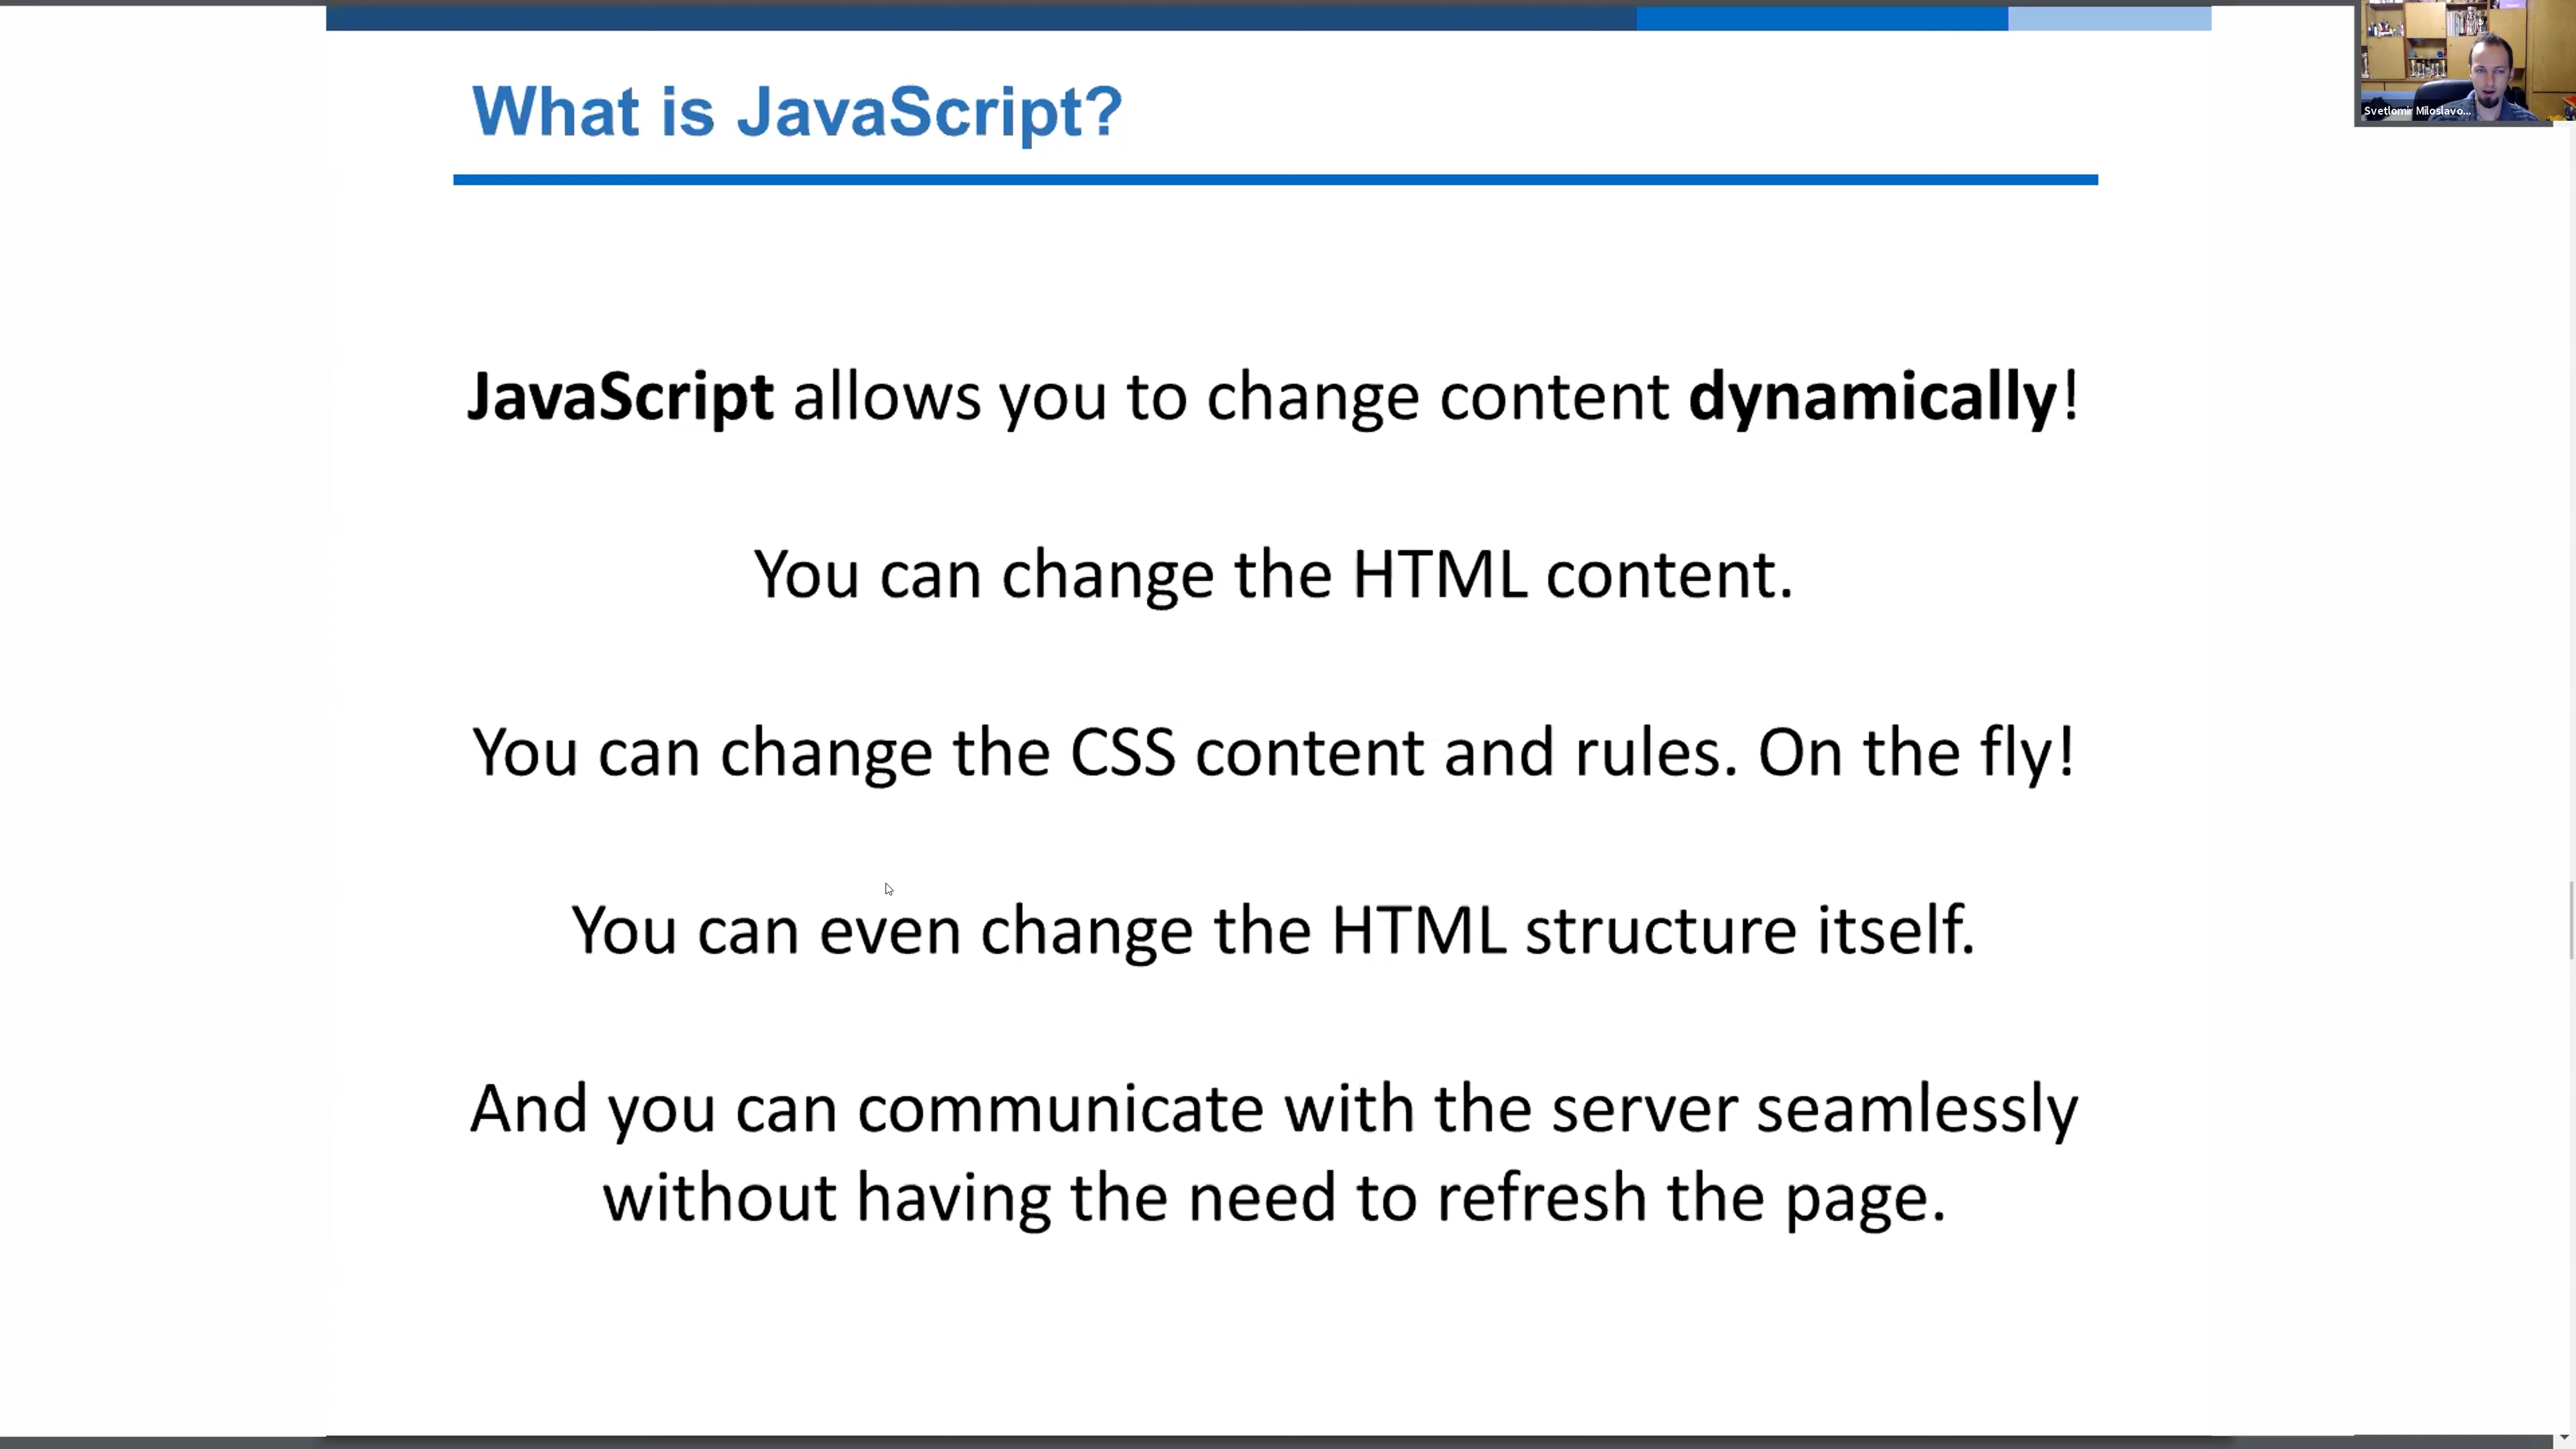 What is JavaScript?
Svetlomir Miloslavo...
JavaScript allows you to change content dynamically!
You can change the HTML content.
You can change the CSS content and rules. On the fly!
You can even change the HTML structure itself.
And you can communicate with the server seamlessly
without having the need to refresh the page.